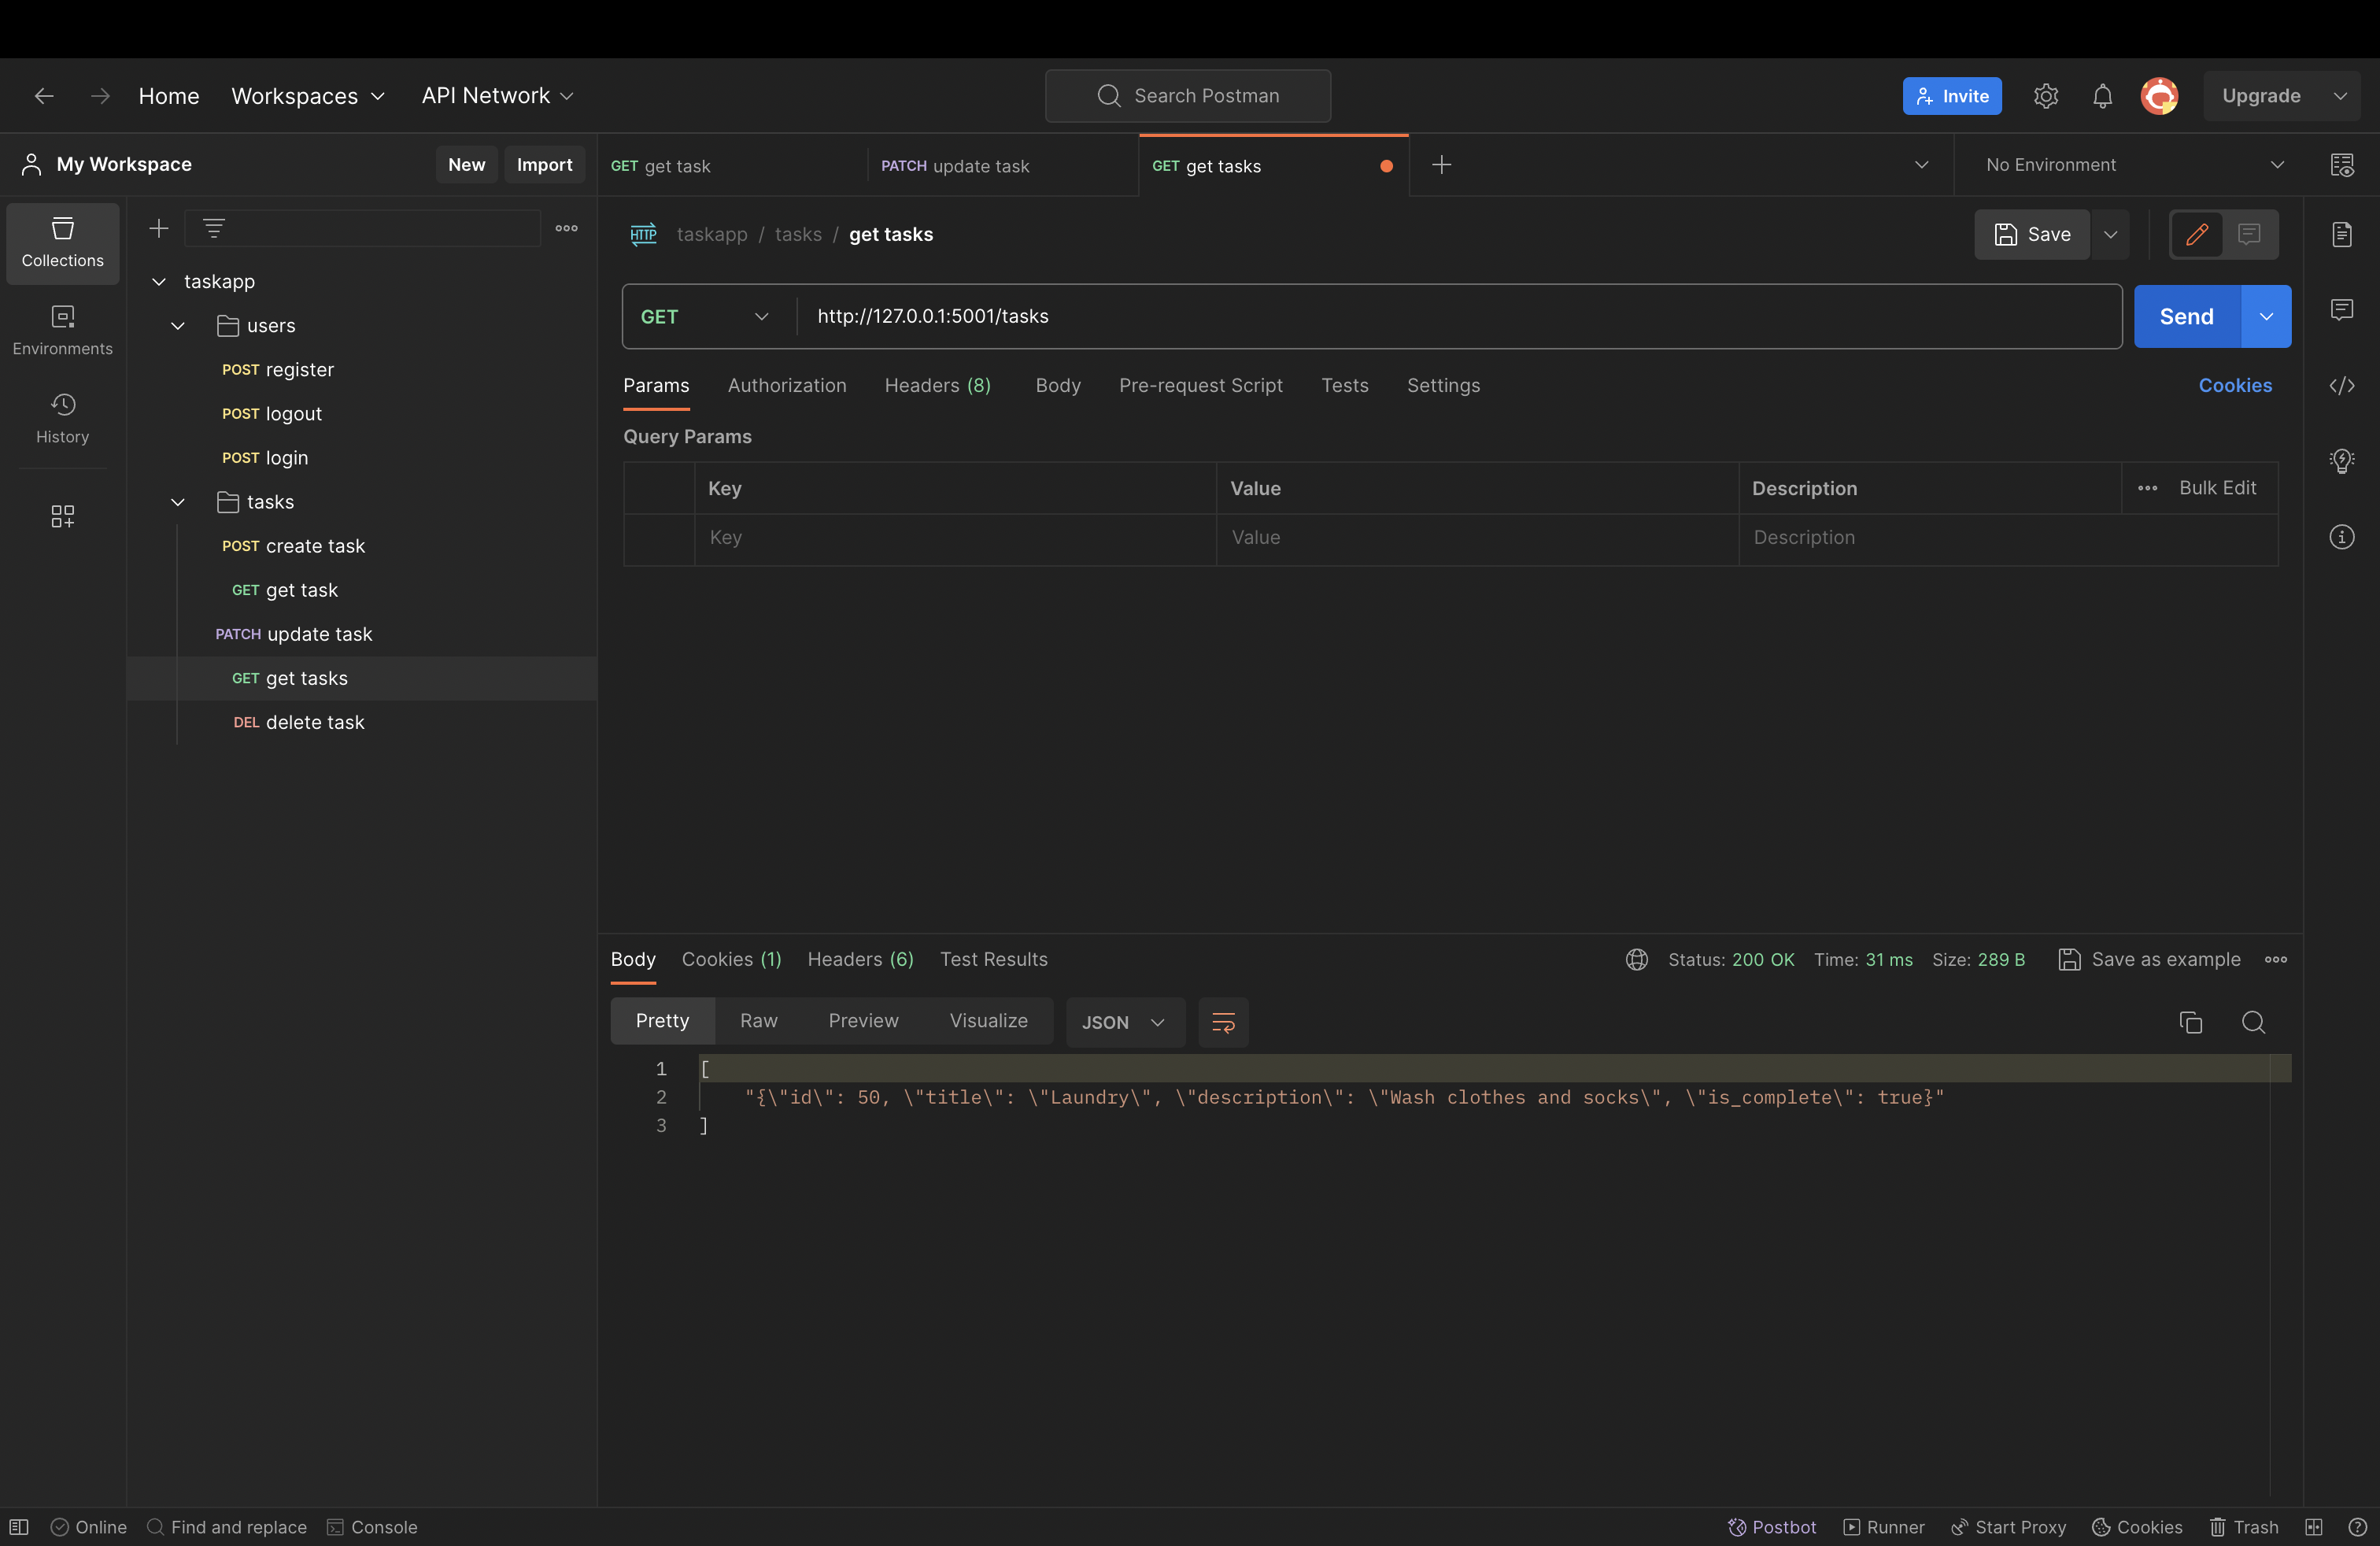 Home Workspaces API Network Search Postman Invite Upgrade
My Workspace New Import GET get task PATCH update task GET get tasks No Environment
Collections
Environments
History
taskapp
users
POST register
POST logout
POST login
tasks
POST create task
GET get task
PATCH update task
GET get tasks
DEL delete task
HTTP taskapp / tasks / get tasks Save
GET http://127.0.0.1:5001/tasks Send
Params Authorization Headers (8) Body Pre-request Script Tests Settings Cookies
Query Params
Key Value Description Bulk Edit
Key Value Description
Body Cookies (1) Headers (6) Test Results Status: 200 OK Time: 31 ms Size: 289 B Save as example
Pretty Raw Preview Visualize JSON
1 [
2 "{\"id\": 50, \"title\": \"Laundry\", \"description\": \"Wash clothes and socks\", \"is_complete\": true}"
3 ]
Online Find and replace Console Postbot Runner Start Proxy Cookies Trash